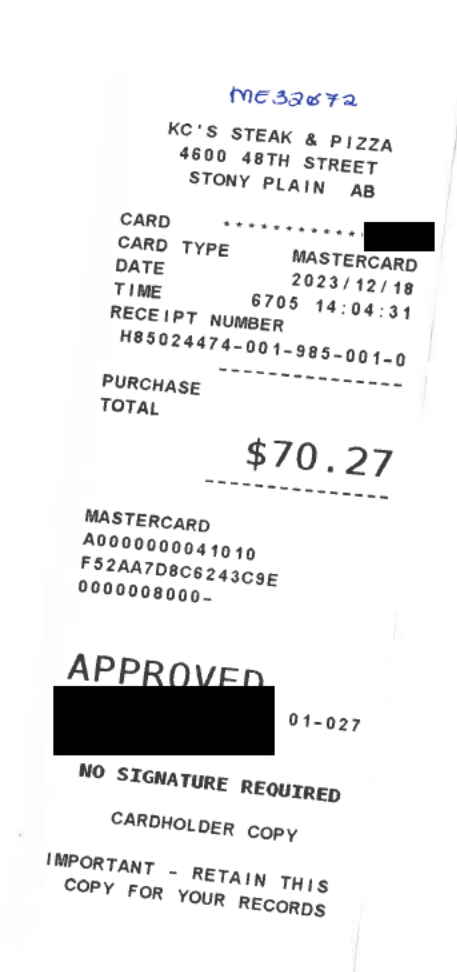 ME32672
KC'S STEAK & PIZZA
4600 48TH STREET
STONY PLAIN AB
CARD ************
CARD TYPE MASTERCARD
DATE 2023/12/18
TIME 6705 14:04:31
RECEIPT NUMBER
H85024474-001-985-001-0
PURCHASE
TOTAL
$70.27
MASTERCARD
A0000000041010
F52AA7D8C6243C9E
0000008000-
APPROVED
01-027
NO SIGNATURE REQUIRED
CARDHOLDER COPY
IMPORTANT - RETAIN THIS
COPY FOR YOUR RECORDS